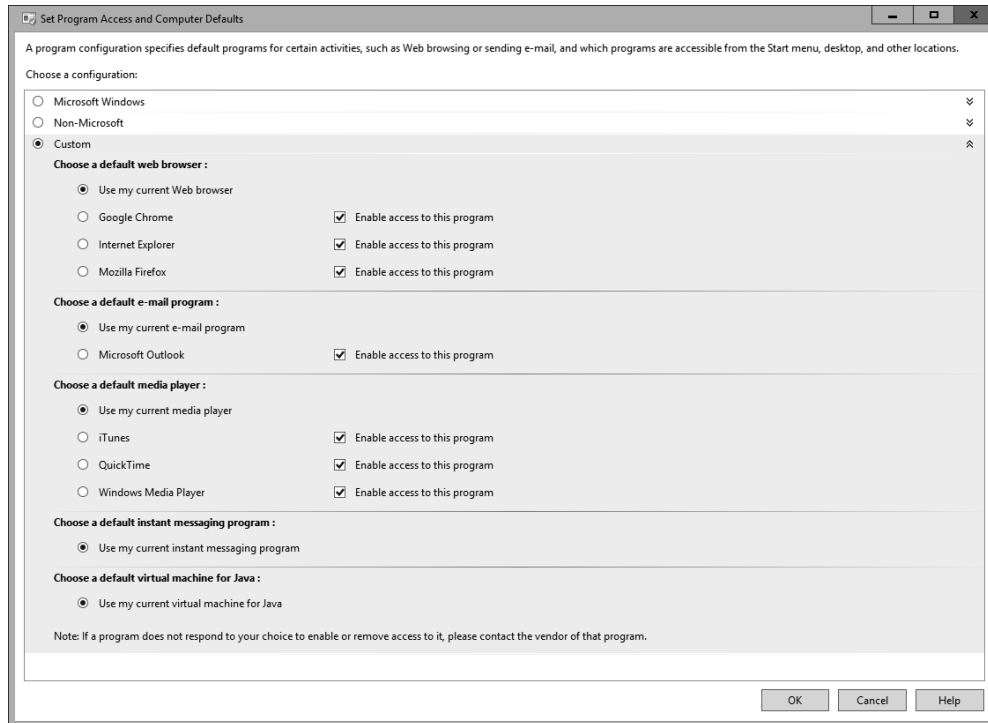 Set Program Access and Computer Defaults
A program configuration specifies default programs for certain activities, such as Web browsing or sending e-mail, and which programs are accessible from the Start menu, desktop, and other locations.
Choose a configuration:
Microsoft Windows
Non-Microsoft
Custom
Choose a default web browser :
Use my current Web browser
Google Chrome Enable access to this program
Internet Explorer Enable access to this program
Mozilla Firefox Enable access to this program
Choose a default e-mail program :
Use my current e-mail program
Microsoft Outlook Enable access to this program
Choose a default media player :
Use my current media player
iTunes Enable access to this program
QuickTime Enable access to this program
Windows Media Player Enable access to this program
Choose a default instant messaging program :
Use my current instant messaging program
Choose a default virtual machine for Java :
Use my current virtual machine for Java
Note: If a program does not respond to your choice to enable or remove access to it, please contact the vendor of that program.
OK Cancel Help